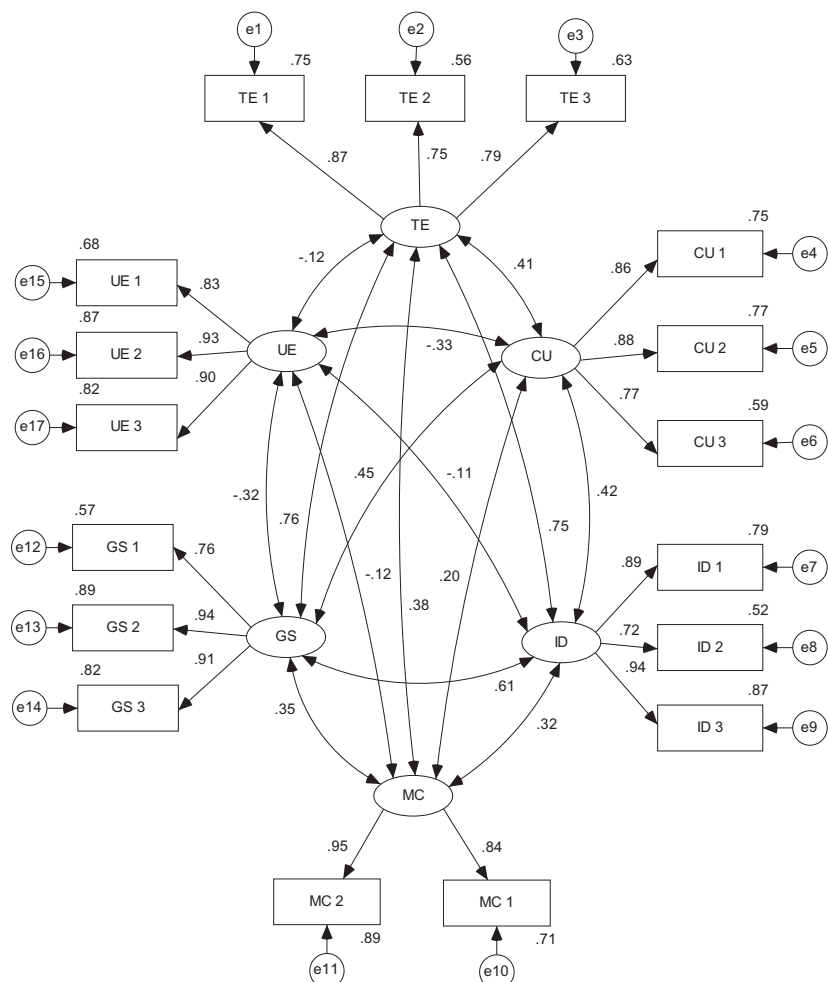 e1
e2
e3
.75
.56
.63
TE 1
TE 2
TE 3
.87
.75
.79
TE
-.12
.41
.68
e15
UE 1
.83
.87
e16
UE 2
.93
.82
e17
UE 3
.90
UE
-.33
CU
.75
.86
CU 1
e4
.77
.88
CU 2
e5
.77
.59
CU 3
e6
-.32
.76
.45
-.11
.42
-.12
.38
.20
.75
.57
e12
GS 1
.76
.89
e13
GS 2
.94
.82
e14
GS 3
.91
GS
ID
.79
.89
ID 1
e7
.52
.72
ID 2
e8
.87
.94
ID 3
e9
.61
.35
.32
MC
.95
.84
MC 2
MC 1
.89
.71
e11
e10